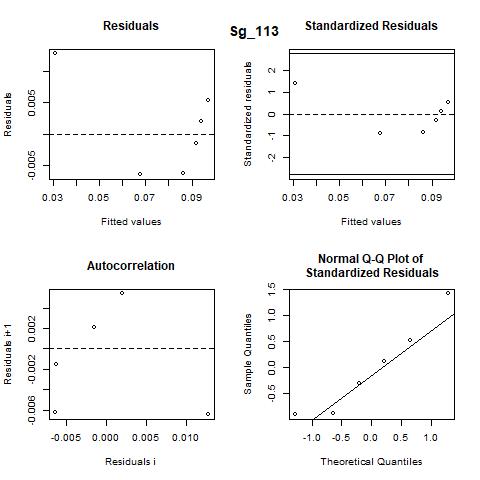 Sg_113
Residuals
Residuals
-0.005
0.005
0.03
0.05
0.07
0.09
Fitted values
Standardized Residuals
Standardized residuals
-2
-1
0
1
2
0.03
0.05
0.07
0.09
Fitted values
Autocorrelation
Residuals i+1
-0.006
-0.002
0.002
-0.005
0.000
0.005
0.010
Residuals i
Normal Q-Q Plot of
Standardized Residuals
Sample Quantiles
-0.5
0.0
0.5
1.0
1.5
-1.0
-0.5
0.0
0.5
1.0
Theoretical Quantiles